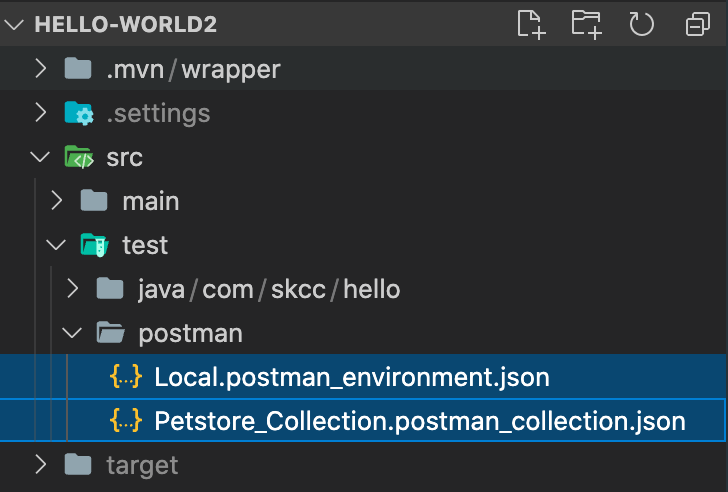 HELLO-WORLD2
.mvn/wrapper
.settings
src
main
test
java/com/skcc/hello
postman
{...} Local.postman_environment.json
{...} Petstore_Collection.postman_collection.json
target